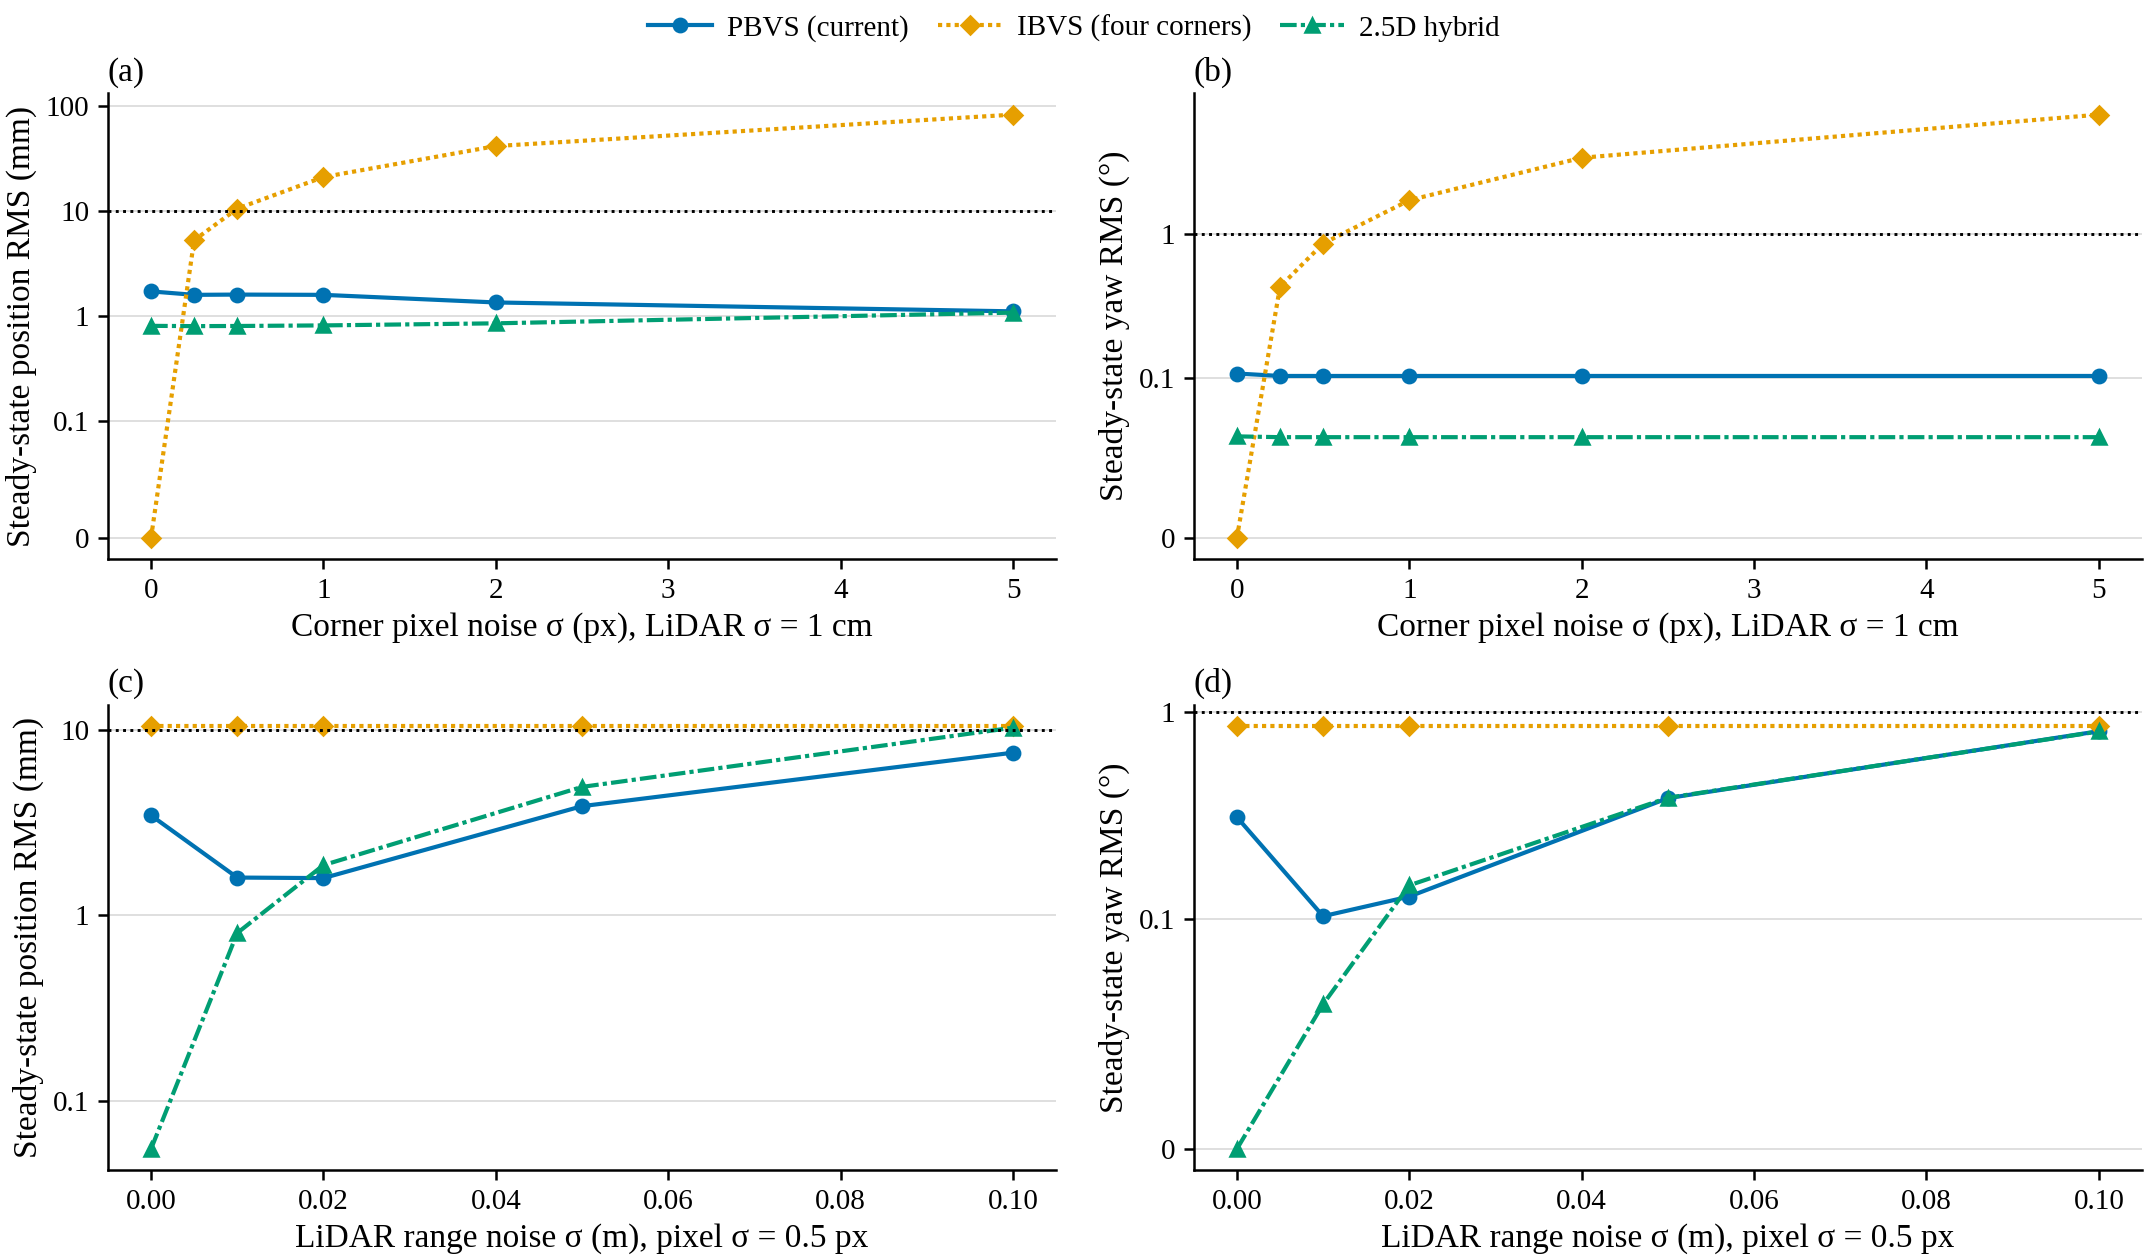 PBVS (current) IBVS (four corners) 2.5D hybrid
(a)
Steady-state position RMS (mm)
100
10
1
0.1
0
0 1 2 3 4 5
Corner pixel noise σ (px), LiDAR σ = 1 cm
(b)
Steady-state yaw RMS (°)
1
0.1
0
0 1 2 3 4 5
Corner pixel noise σ (px), LiDAR σ = 1 cm
(c)
Steady-state position RMS (mm)
10
1
0.1
0.00 0.02 0.04 0.06 0.08 0.10
LiDAR range noise σ (m), pixel σ = 0.5 px
(d)
Steady-state yaw RMS (°)
1
0.1
0
0.00 0.02 0.04 0.06 0.08 0.10
LiDAR range noise σ (m), pixel σ = 0.5 px